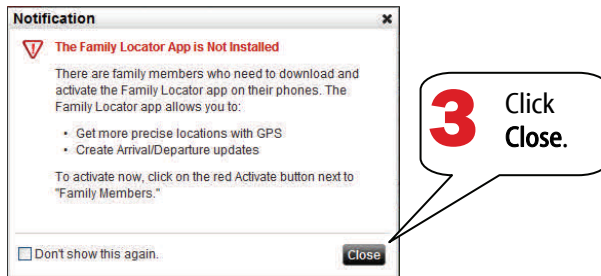 Notification
The Family Locator App is Not Installed
There are family members who need to download and
activate the Family Locator app on their phones. The
Family Locator app allows you to:
• Get more precise locations with GPS
• Create Arrival/Departure updates
To activate now, click on the red Activate button next to
"Family Members."
Don't show this again.
Close
3 Click
Close.